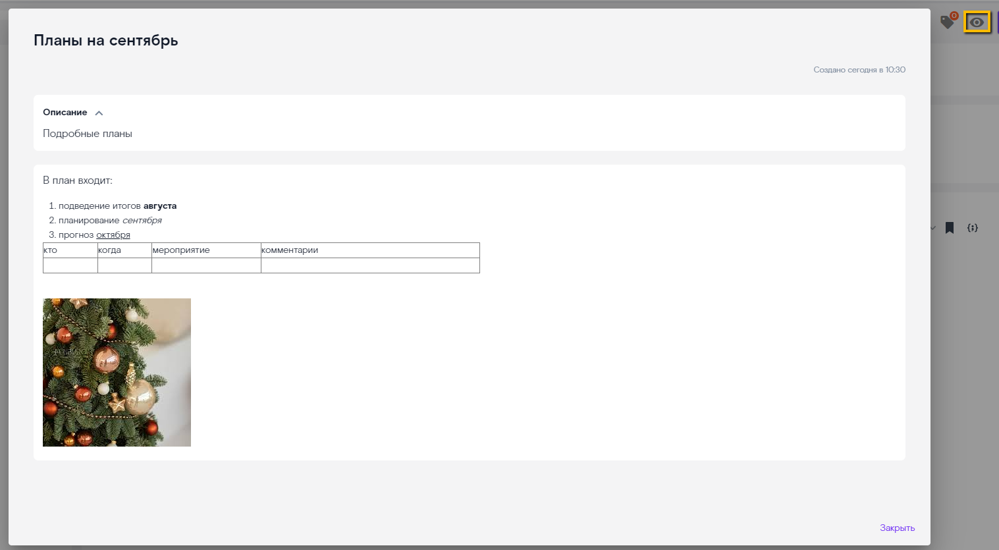 0
Планы на сентябрь
Создано сегодня в 10:30
Описание
Подробные планы
В план входит:
1. подведение итогов августа
2. планирование сентября
3. прогноз октября
кто когда мероприятие комментарии
Закрыть